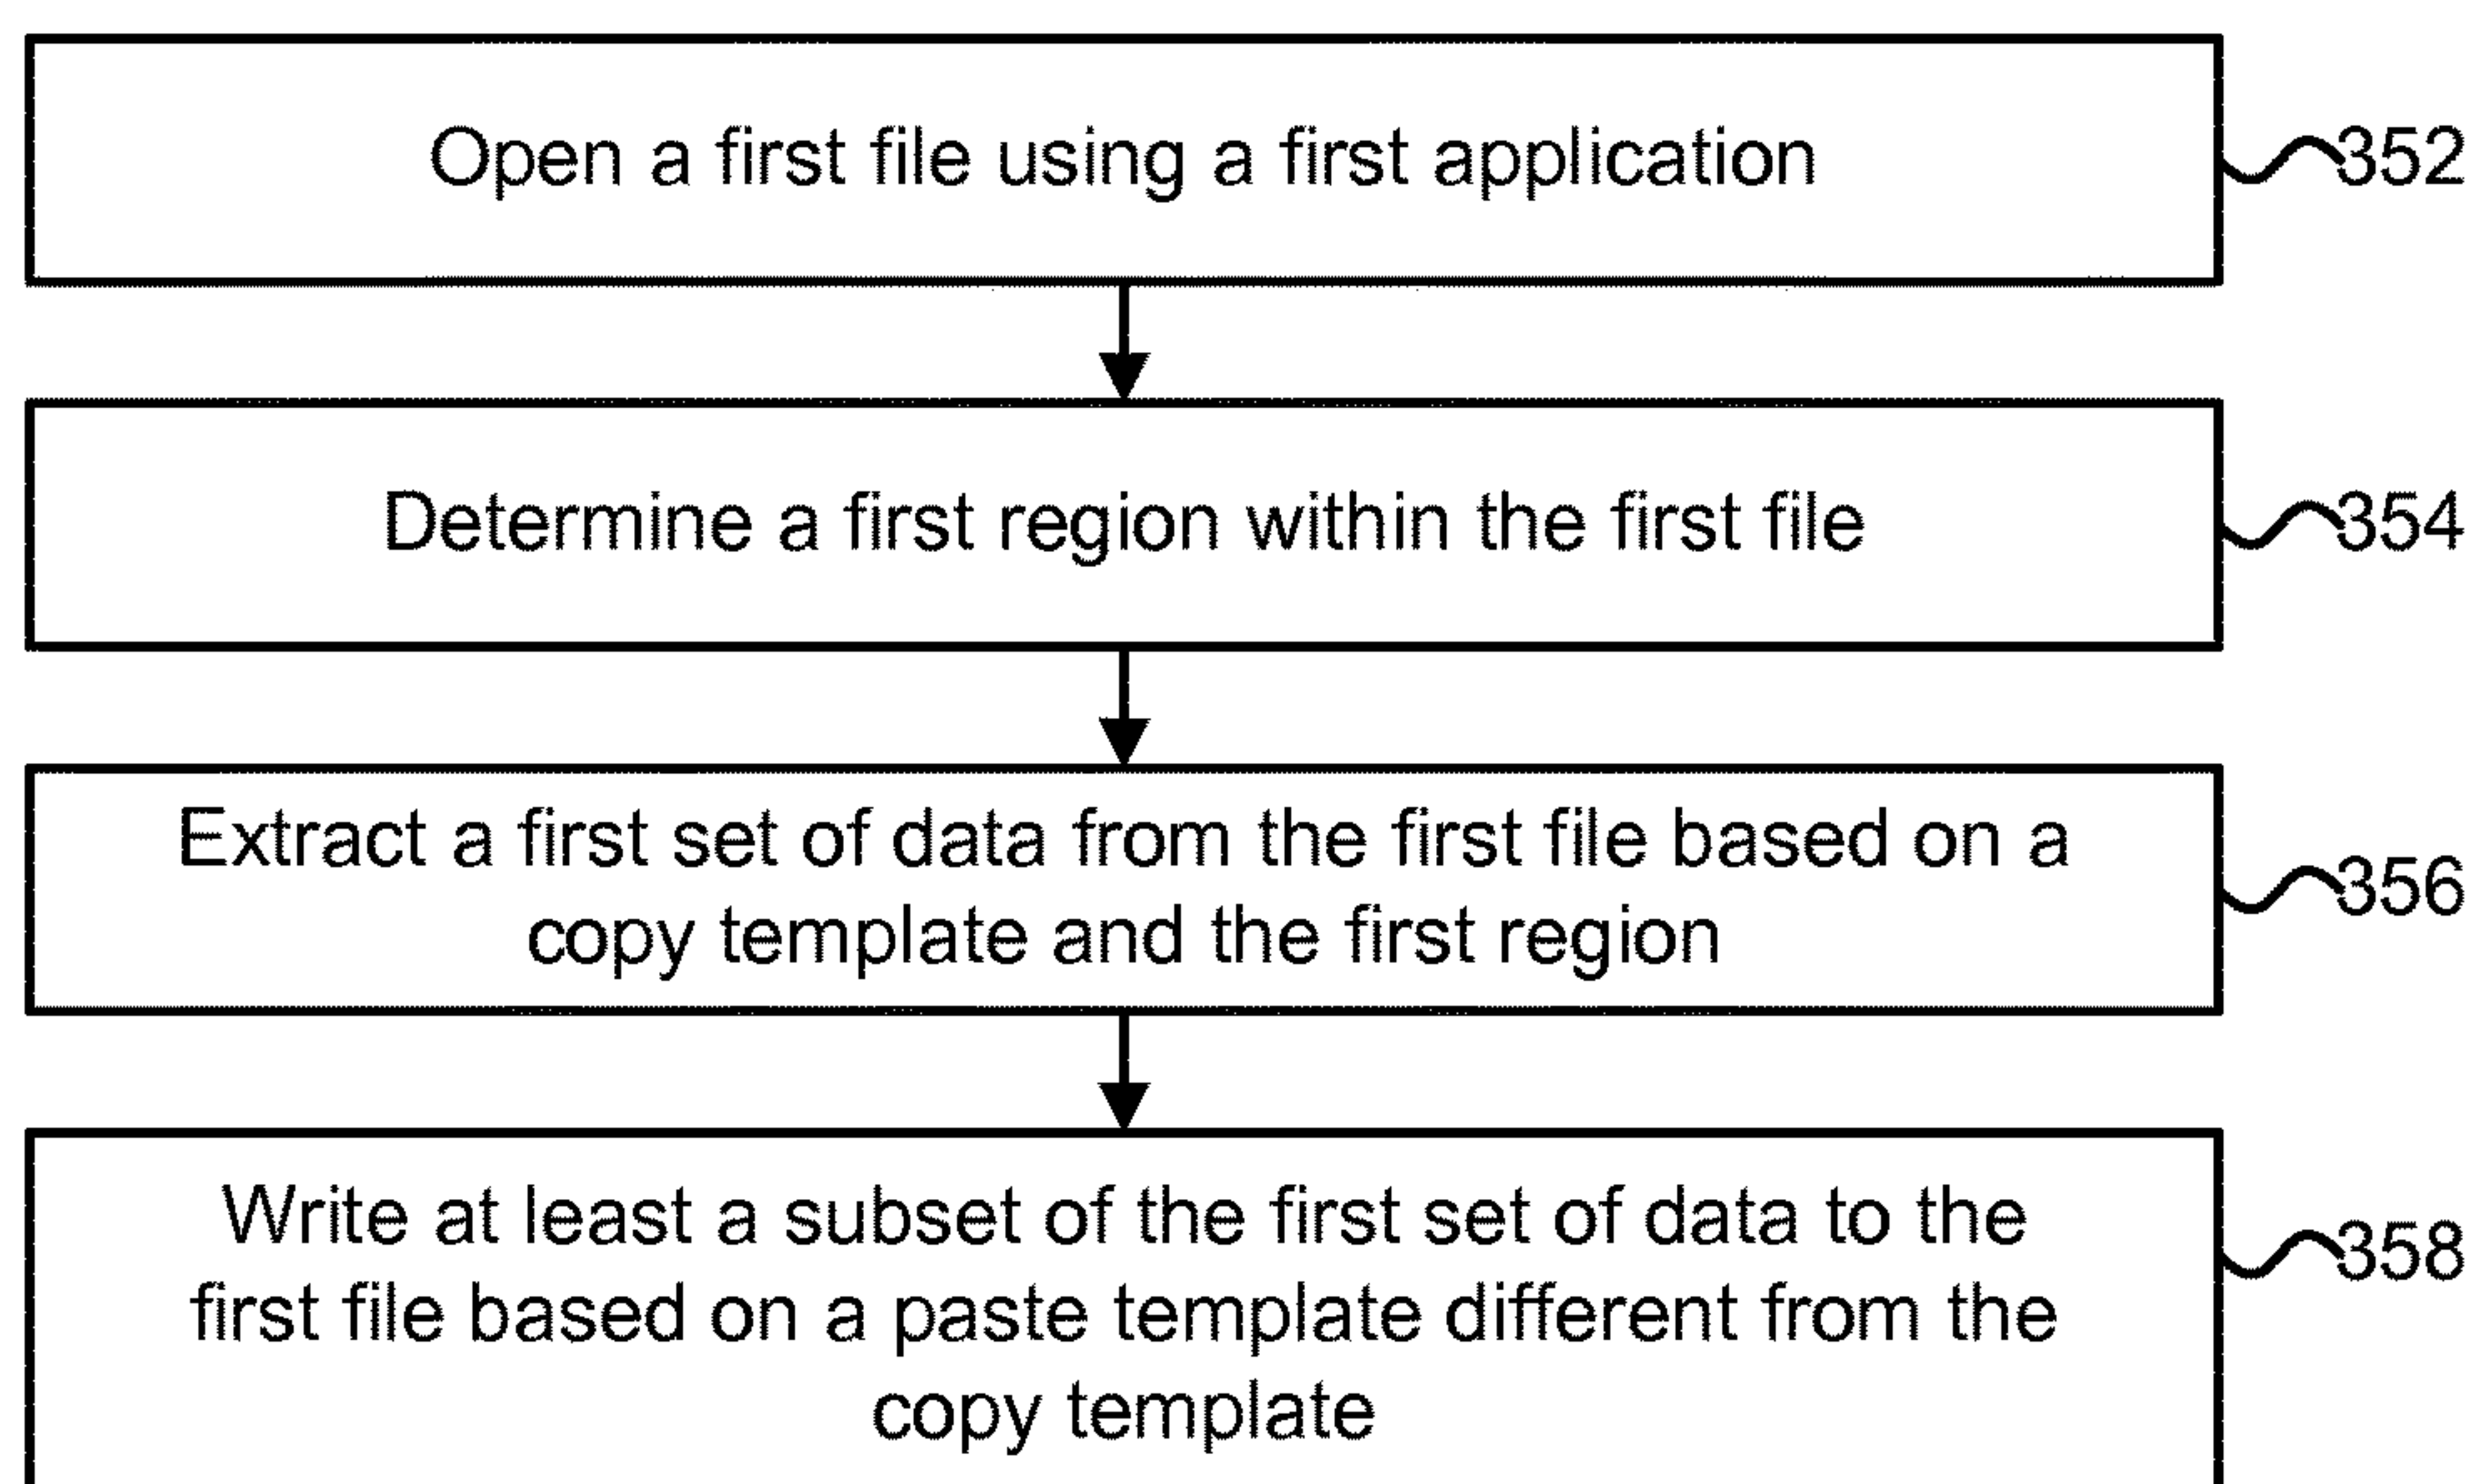 Open a first file using a first application
352
Determine a first region within the first file
354
Extract a first set of data from the first file based on a
copy template and the first region
356
Write at least a subset of the first set of data to the
first file based on a paste template different from the
copy template
358